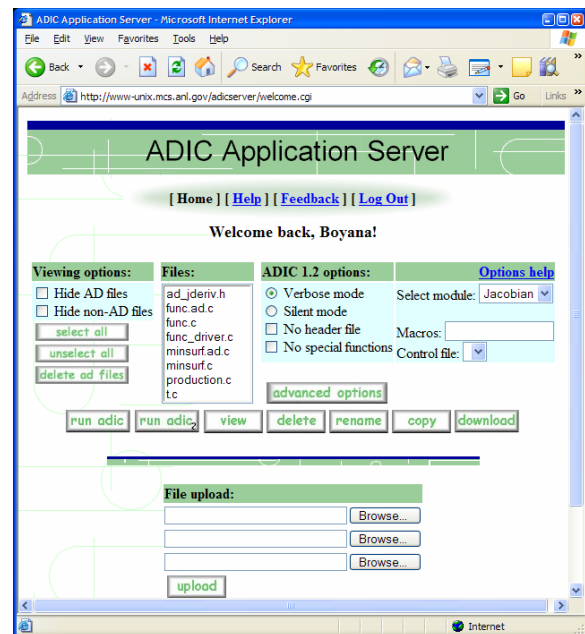 ADIC Application Server - Microsoft Internet Explorer
File Edit View Favorites Tools Help
Back Search Favorites
Address http://www-unix.mcs.anl.gov/adicserver/welcome.cgi Go Links »
ADIC Application Server
[ Home ] [ Help ] [ Feedback ] [ Log Out ]
Welcome back, Boyana!
Viewing options: Files: ADIC 1.2 options: Options help
Hide AD files
Hide non-AD files
select all
unselect all
delete ad files
ad_jderiv.h
func.ad.c
func.c
func_driver.c
minsurf.ad.c
minsurf.c
production.c
t.c
Verbose mode
Silent mode
No header file
No special functions
Select module: Jacobian
Macros:
Control file:
advanced options
run adic run adic2 view delete rename copy download
File upload:
Browse...
Browse...
Browse...
upload
Internet